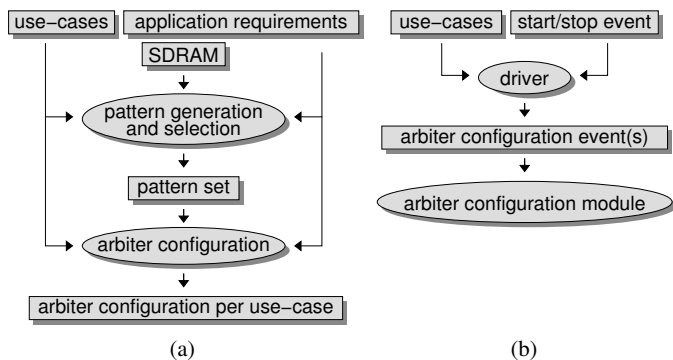 use−cases
application requirements
SDRAM
pattern generation
and selection
pattern set
arbiter configuration
arbiter configuration per use−case
(a)
use−cases
start/stop event
driver
arbiter configuration event(s)
arbiter configuration module
(b)